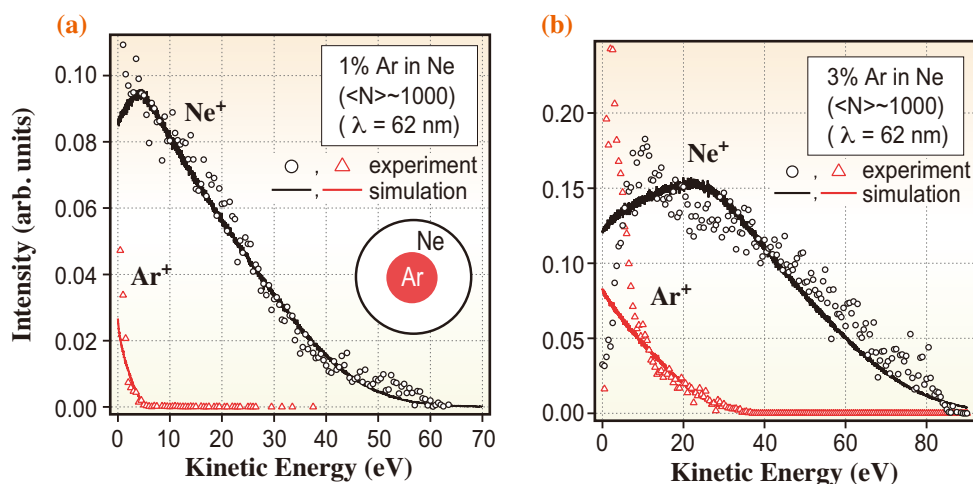 (a)
1% Ar in Ne
(<N>~1000)
( λ = 62 nm)
Ne+
○ , △ experiment
— , — simulation
Ne
Ar
Ar+
Intensity (arb. units)
0.10
0.08
0.06
0.04
0.02
0.00
0 10 20 30 40 50 60 70
Kinetic Energy (eV)
(b)
3% Ar in Ne
(<N>~1000)
( λ = 62 nm)
Ne+
○ , △ experiment
— , — simulation
Ar+
0.20
0.15
0.10
0.05
0.00
0 20 40 60 80
Kinetic Energy (eV)